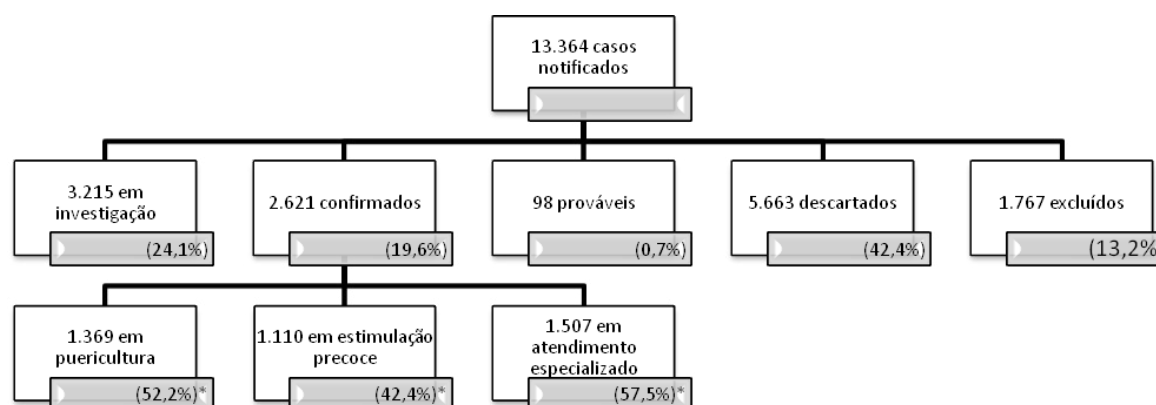 13.364 casos
notificados
3.215 em
investigação
(24,1%)
2.621 confirmados
(19,6%)
98 prováveis
(0,7%)
5.663 descartados
(42,4%)
1.767 excluídos
(13,2%
1.369 em
puericultura
(52,2%)*
1.110 em estimulação
precoce
(42,4%)*
1.507 em
atendimento
especializado
(57,5%)*